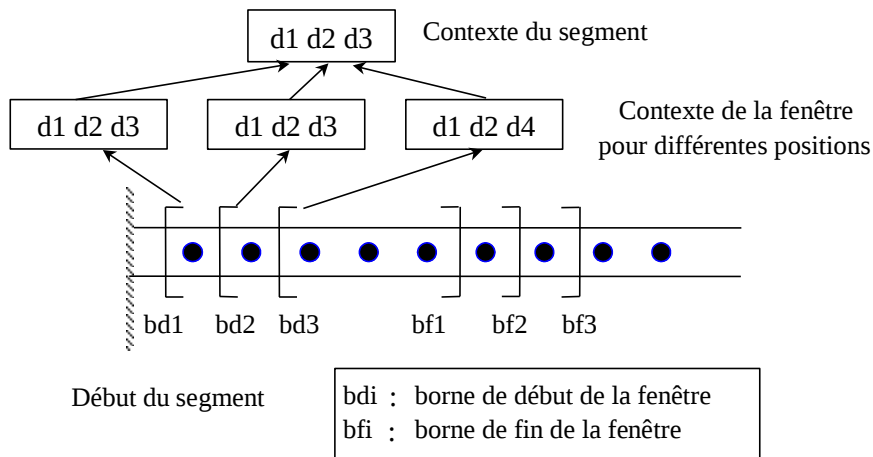 d1 d2 d3
Contexte du segment
d1 d2 d3
d1 d2 d3
d1 d2 d4
Contexte de la fenêtre
pour différentes positions
bd1
bd2
bd3
bf1
bf2
bf3
Début du segment
bdi : borne de début de la fenêtre
bfi : borne de fin de la fenêtre